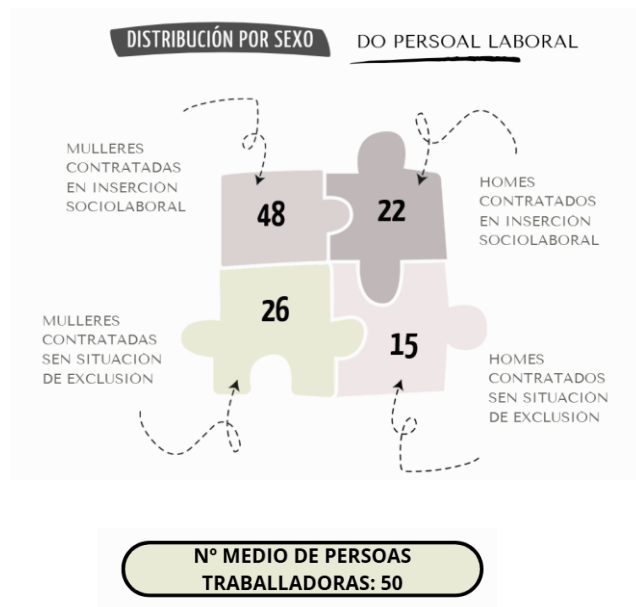 DISTRIBUCIÓN POR SEXO DO PERSOAL LABORAL
MULLERES
CONTRATADAS
EN INSERCIÓN
SOCIOLABORAL
48
22
HOMES
CONTRATADOS
EN INSERCIÓN
SOCIOLABORAL
MULLERES
CONTRATADAS
SEN SITUACIÓN
DE EXCLUSIÓN
26
15
HOMES
CONTRATADOS
SEN SITUACIÓN
DE EXCLUSIÓN
Nº MEDIO DE PERSOAS
TRABALLADORAS: 50